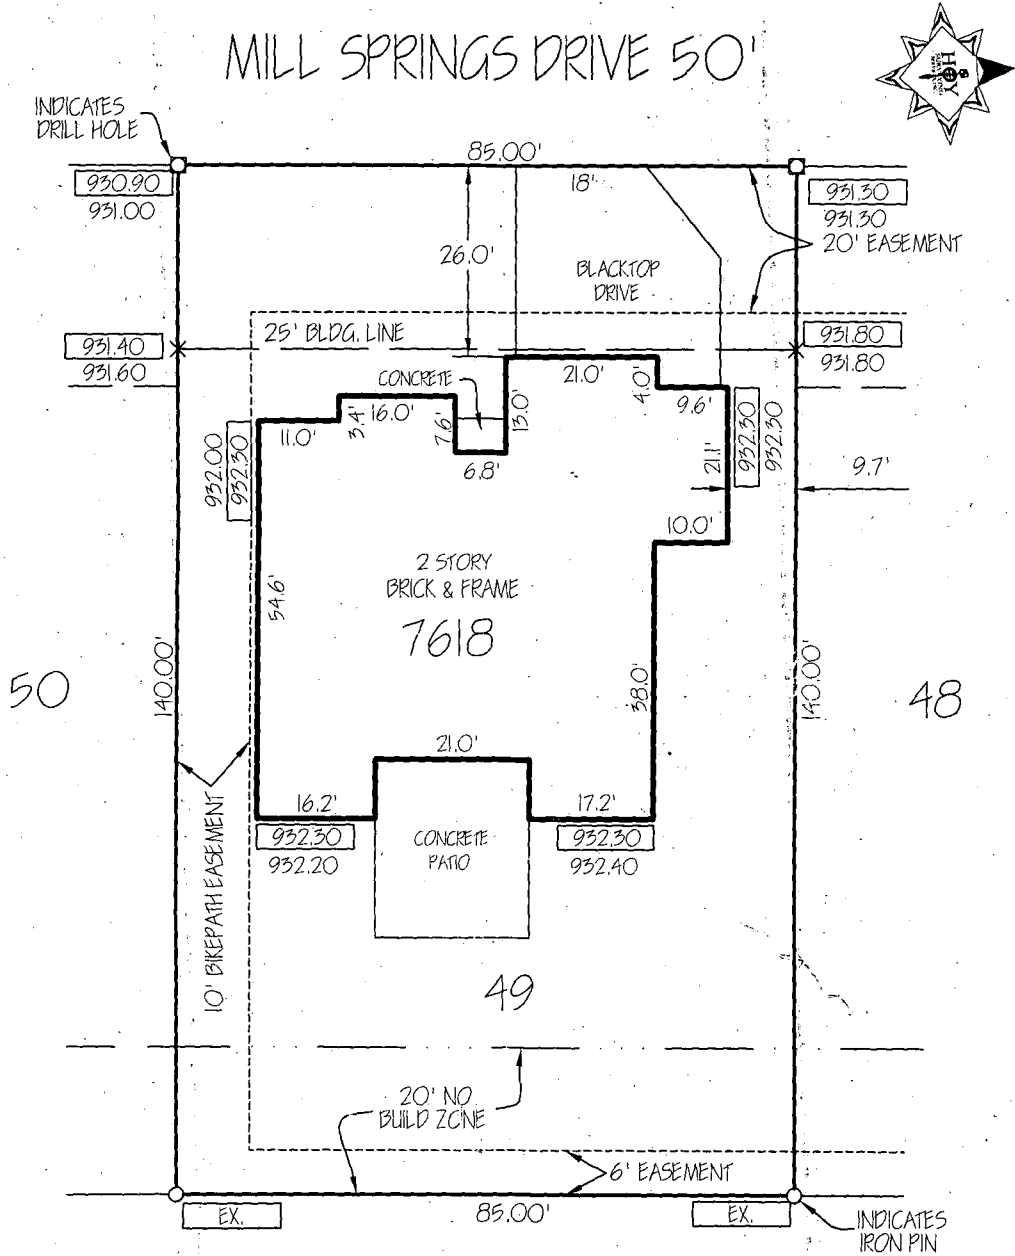 MILL SPRINGS DRIVE 50'
HOY
INDICATES
DRILL HOLE
85.00'
930.90
931.00
18'
931.30
931.30
20' EASEMENT
26.0'
BLACKTOP
DRIVE
25' BLDG. LINE
931.40
931.60
931.80
931.80
CONCRETE
21.0'
4.0'
9.6'
11.0'
3.4'
16.0'
7.6'
13.0'
6.8'
932.00
932.30
21.1'
932.30
932.30
9.7'
10.0'
2 STORY
BRICK & FRAME
7618
54.6'
38.0'
140.00'
140.00'
50
48
21.0'
16.2'
17.2'
932.30
932.20
CONCRETE
PATIO
932.30
932.40
10' BIKEPATH EASEMENT
49
20' NO
BUILD ZONE
6' EASEMENT
EX.
85.00'
EX.
INDICATES
IRON PIN